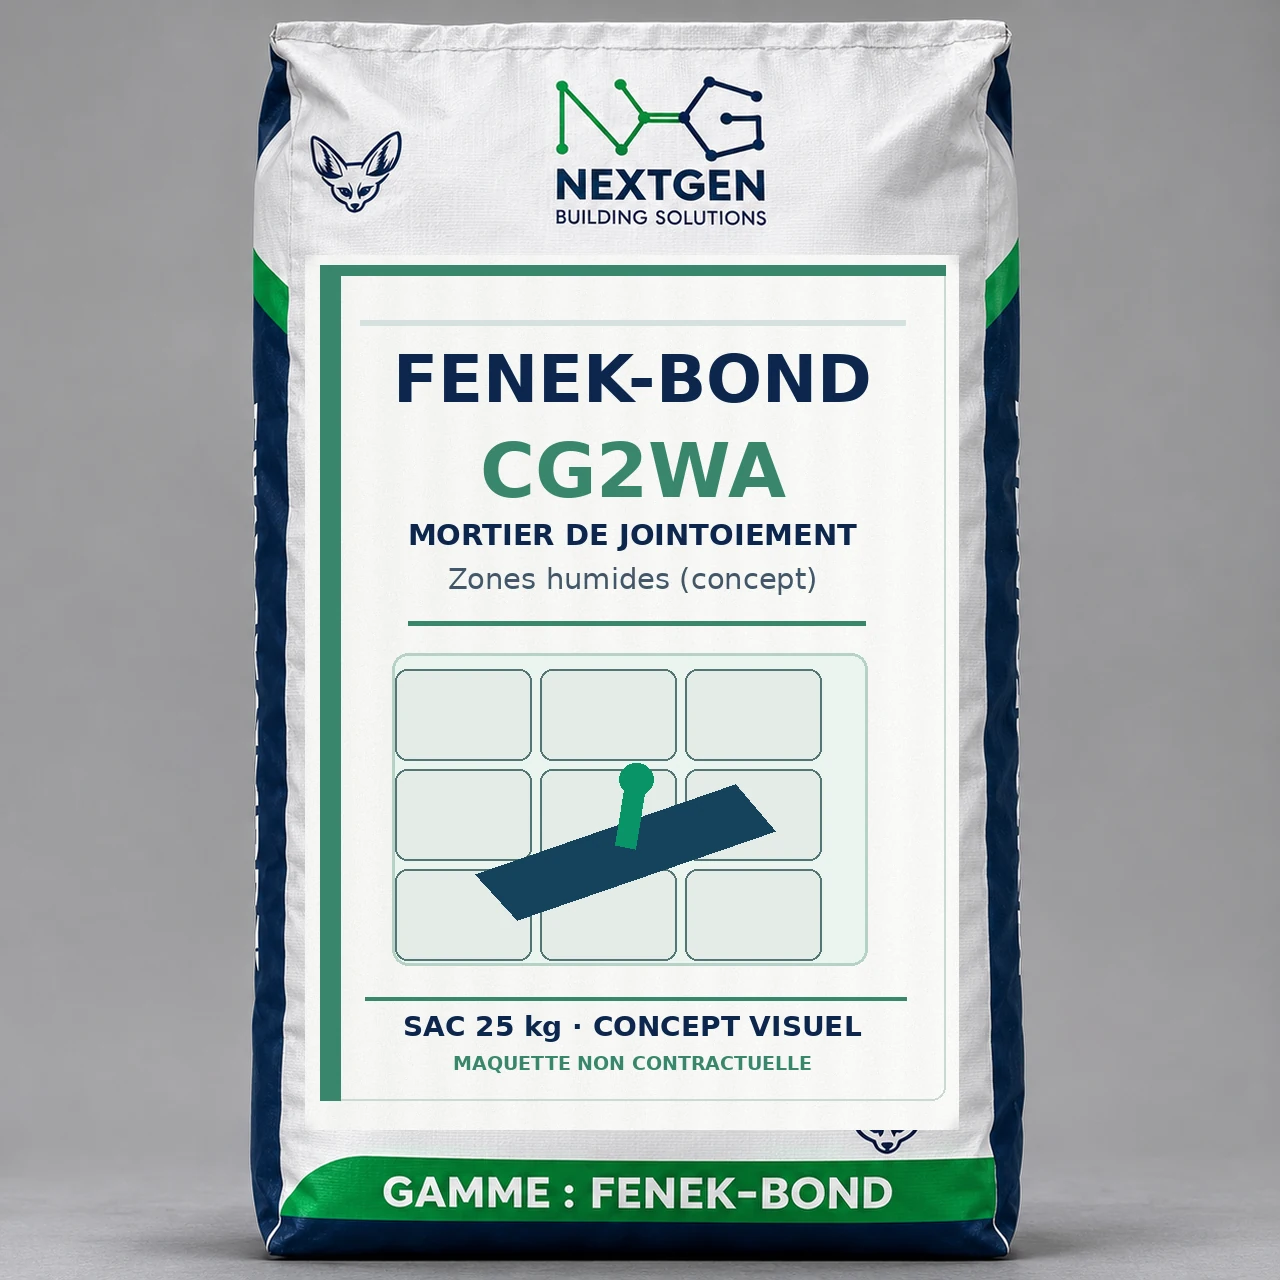 NEXTGEN
BUILDING SOLUTIONS
FENEK-BOND
CG2WA
MORTIER DE JOINTOIEMENT
Zones humides (concept)
SAC 25 kg · CONCEPT VISUEL
MAQUETTE NON CONTRACTUELLE
GAMME : FENEK-BOND